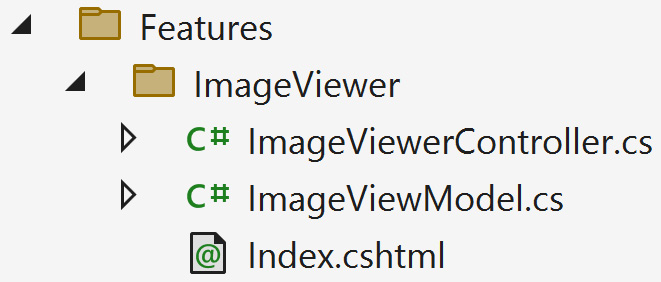 Features
ImageViewer
C# ImageViewerController.cs
C# ImageViewModel.cs
@ Index.cshtml